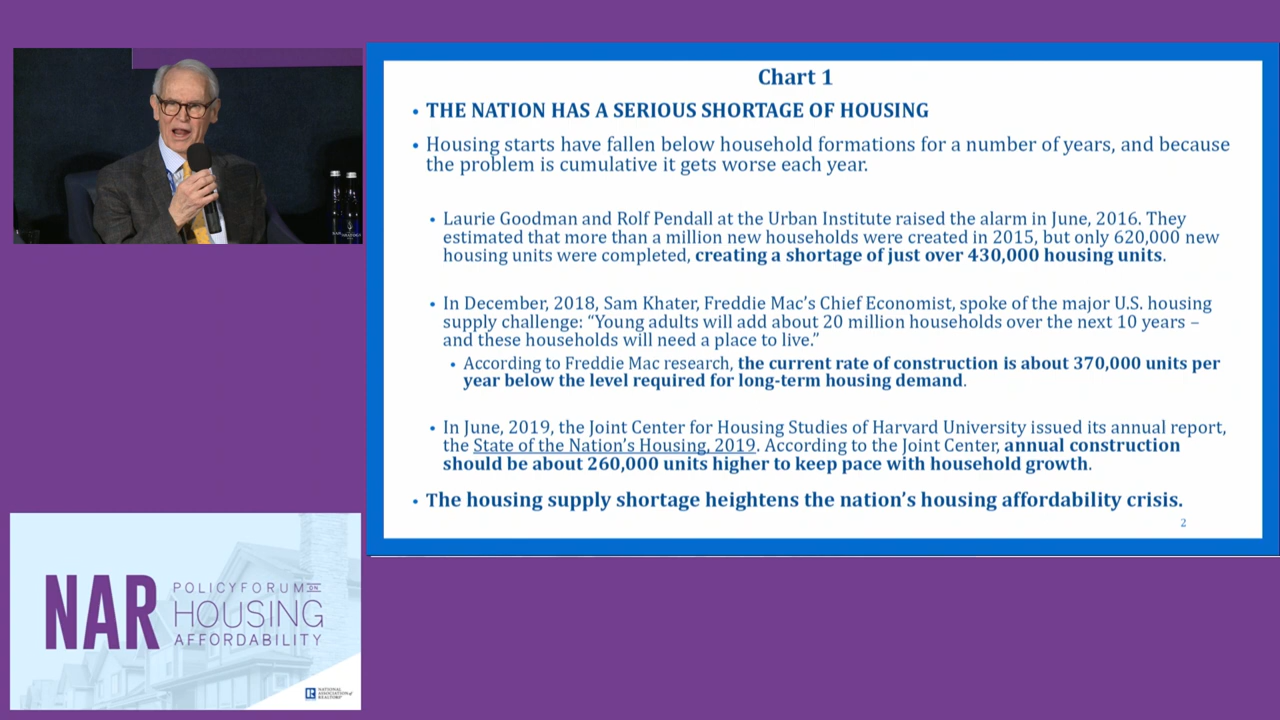 Chart 1
• THE NATION HAS A SERIOUS SHORTAGE OF HOUSING
• Housing starts have fallen below household formations for a number of years, and because
the problem is cumulative it gets worse each year.
• Laurie Goodman and Rolf Pendall at the Urban Institute raised the alarm in June, 2016. They
estimated that more than a million new households were created in 2015, but only 620,000 new
housing units were completed, creating a shortage of just over 430,000 housing units.
• In December, 2018, Sam Khater, Freddie Mac’s Chief Economist, spoke of the major U.S. housing
supply challenge: “Young adults will add about 20 million households over the next 10 years –
and these households will need a place to live.”
• According to Freddie Mac research, the current rate of construction is about 370,000 units per
year below the level required for long-term housing demand.
• In June, 2019, the Joint Center for Housing Studies of Harvard University issued its annual report,
the State of the Nation’s Housing, 2019. According to the Joint Center, annual construction
should be about 260,000 units higher to keep pace with household growth.
• The housing supply shortage heightens the nation’s housing affordability crisis.
2
NAR
POLICYFORUM ON
HOUSING
AFFORDABILITY
NATIONAL
ASSOCIATION of
REALTORS®